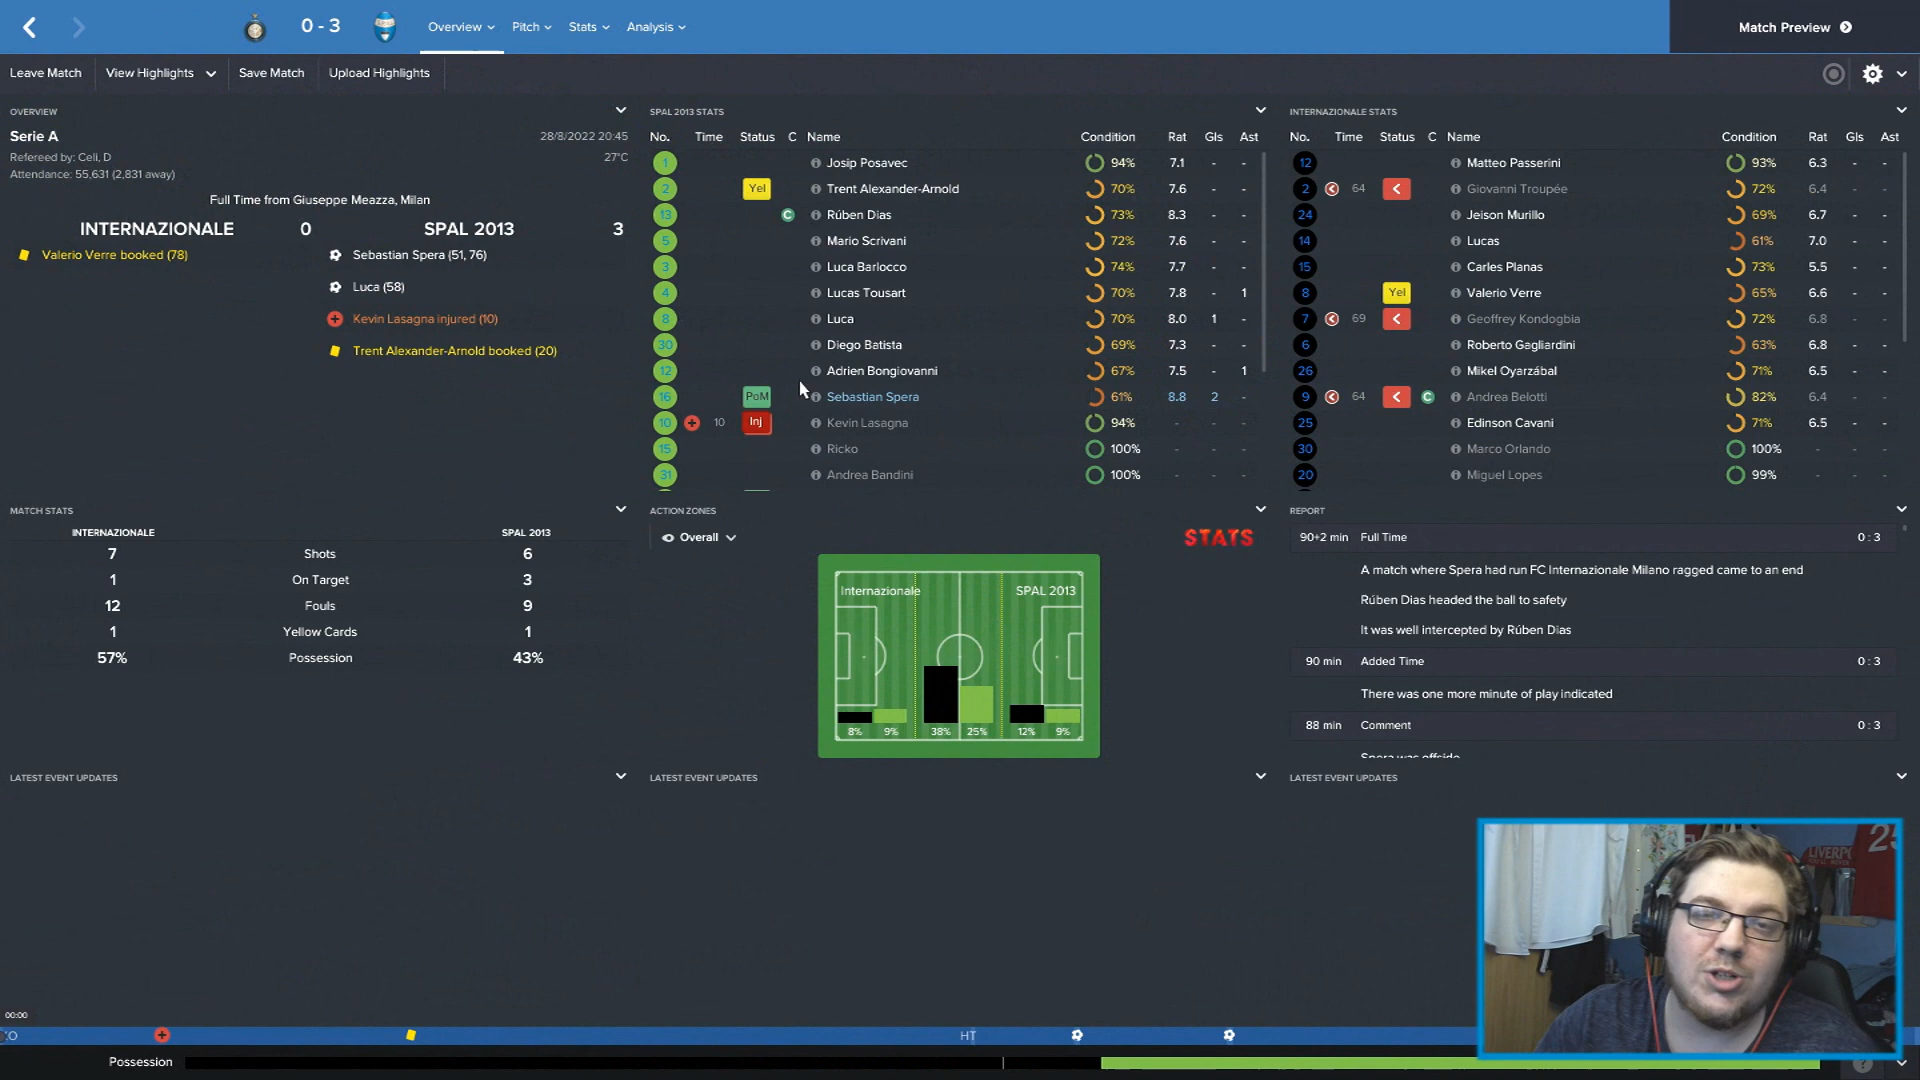 0 - 3
Overview
Pitch
Stats
Analysis
Match Preview
Leave Match
View Highlights
Save Match
Upload Highlights
OVERVIEW
Serie A
28/8/2022 20:45
Refereed by: Celi, D
27°C
Attendance: 55,631 (2,831 away)
Full Time from Giuseppe Meazza, Milan
INTERNAZIONALE 0 SPAL 2013 3
Valerio Verre booked (78)
Sebastian Spera (51, 76)
Luca (58)
Kevin Lasagna injured (10)
Trent Alexander-Arnold booked (20)
SPAL 2013 STATS
No. Time Status C Name Condition Rat Gls Ast
1 Josip Posavec 94% 7.1 - -
2 Yel Trent Alexander-Arnold 70% 7.6 - -
13 C Rúben Dias 73% 8.3 - -
5 Mario Scrivani 72% 7.6 - -
3 Luca Barlocco 74% 7.7 - -
4 Lucas Tousart 70% 7.8 - 1
8 Luca 70% 8.0 1 -
30 Diego Batista 69% 7.3 - -
12 Adrien Bongiovanni 67% 7.5 - 1
16 PoM Sebastian Spera 61% 8.8 2 -
10 10 Inj Kevin Lasagna 94% - - -
15 Ricko 100% - - -
31 Andrea Bandini 100% - - -
INTERNAZIONALE STATS
No. Time Status C Name Condition Rat Gls Ast
12 Matteo Passerini 93% 6.3 - -
2 64 Giovanni Troupée 72% 6.4 - -
24 Jeison Murillo 69% 6.7 - -
14 Lucas 61% 7.0 - -
15 Carles Planas 73% 5.5 - -
8 Yel Valerio Verre 65% 6.6 - -
7 69 Geoffrey Kondogbia 72% 6.8 - -
6 Roberto Gagliardini 63% 6.8 - -
26 Mikel Oyarzábal 71% 6.5 - -
9 64 C Andrea Belotti 82% 6.4 - -
25 Edinson Cavani 71% 6.5 - -
30 Marco Orlando 100% - - -
20 Miguel Lopes 99% - - -
MATCH STATS
INTERNAZIONALE SPAL 2013
7 Shots 6
1 On Target 3
12 Fouls 9
1 Yellow Cards 1
57% Possession 43%
ACTION ZONES
Overall
STATS
Internazionale SPAL 2013
8% 9% 38% 25% 12% 9%
REPORT
90+2 min Full Time 0 : 3
A match where Spera had run FC Internazionale Milano ragged came to an end
Rúben Dias headed the ball to safety
It was well intercepted by Rúben Dias
90 min Added Time 0 : 3
There was one more minute of play indicated
88 min Comment 0 : 3
Spera was offside
LATEST EVENT UPDATES
LATEST EVENT UPDATES
LATEST EVENT UPDATES
25
00:00
HT
Possession